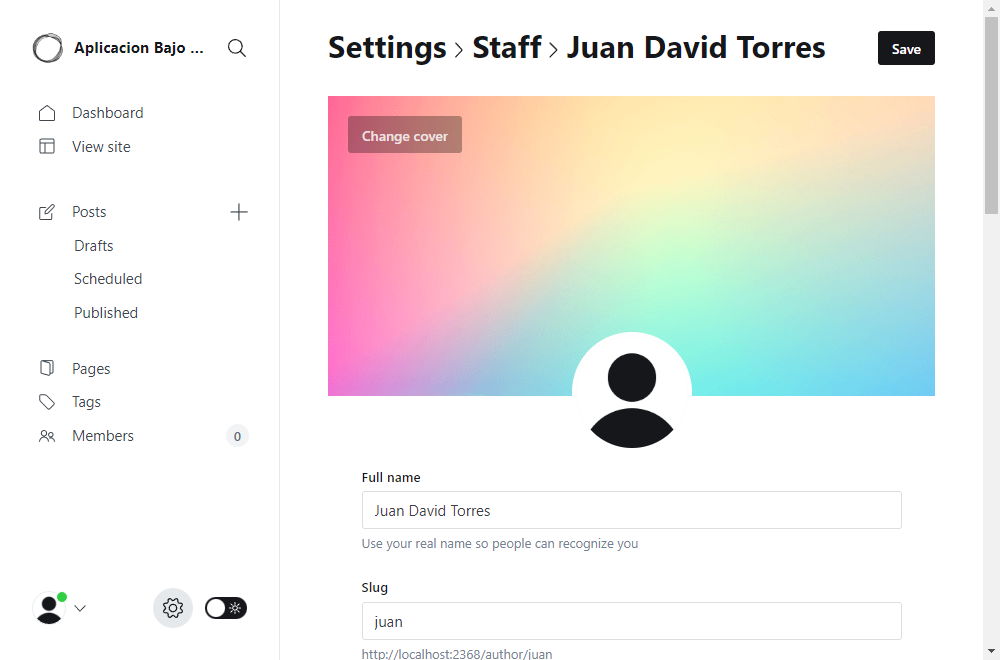 Aplicacion Bajo ...
Settings > Staff > Juan David Torres
Save
Dashboard
View site
Change cover
Posts
Drafts
Scheduled
Published
Pages
Tags
Members
0
Full name
Juan David Torres
Use your real name so people can recognize you
Slug
juan
http://localhost:2368/author/juan